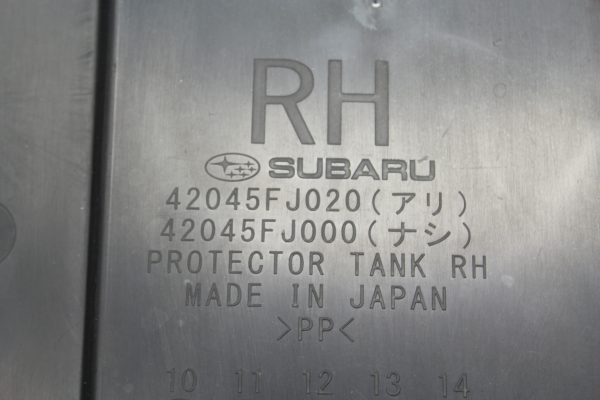 RH
SUBARU
42045FJ020(アリ)
42045FJ000(ナシ)
PROTECTOR TANK RH
MADE IN JAPAN
>PP<
10 11 12 13 14